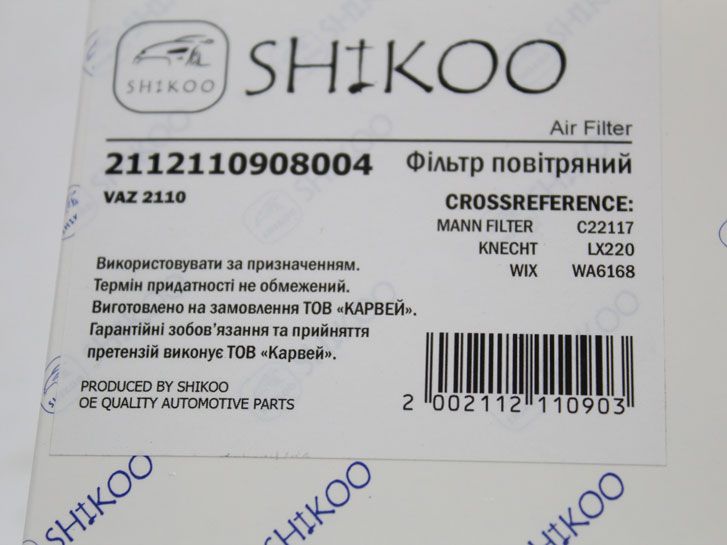 SHIKOO
SHIKOO
Air Filter
2112110908004 Фільтр повітряний
VAZ 2110
CROSSREFERENCE:
MANN FILTER C22117
KNECHT LX220
WIX WA6168
Використовувати за призначенням.
Термін придатності не обмежений.
Виготовлено на замовлення ТОВ «КАРВЕЙ».
Гарантійні зобов'язання та прийняття
претензій виконує ТОВ «Карвей».
PRODUCED BY SHIKOO
OE QUALITY AUTOMOTIVE PARTS
2 002112 110903
SHIKOO
SHIKOO
SHIKOO